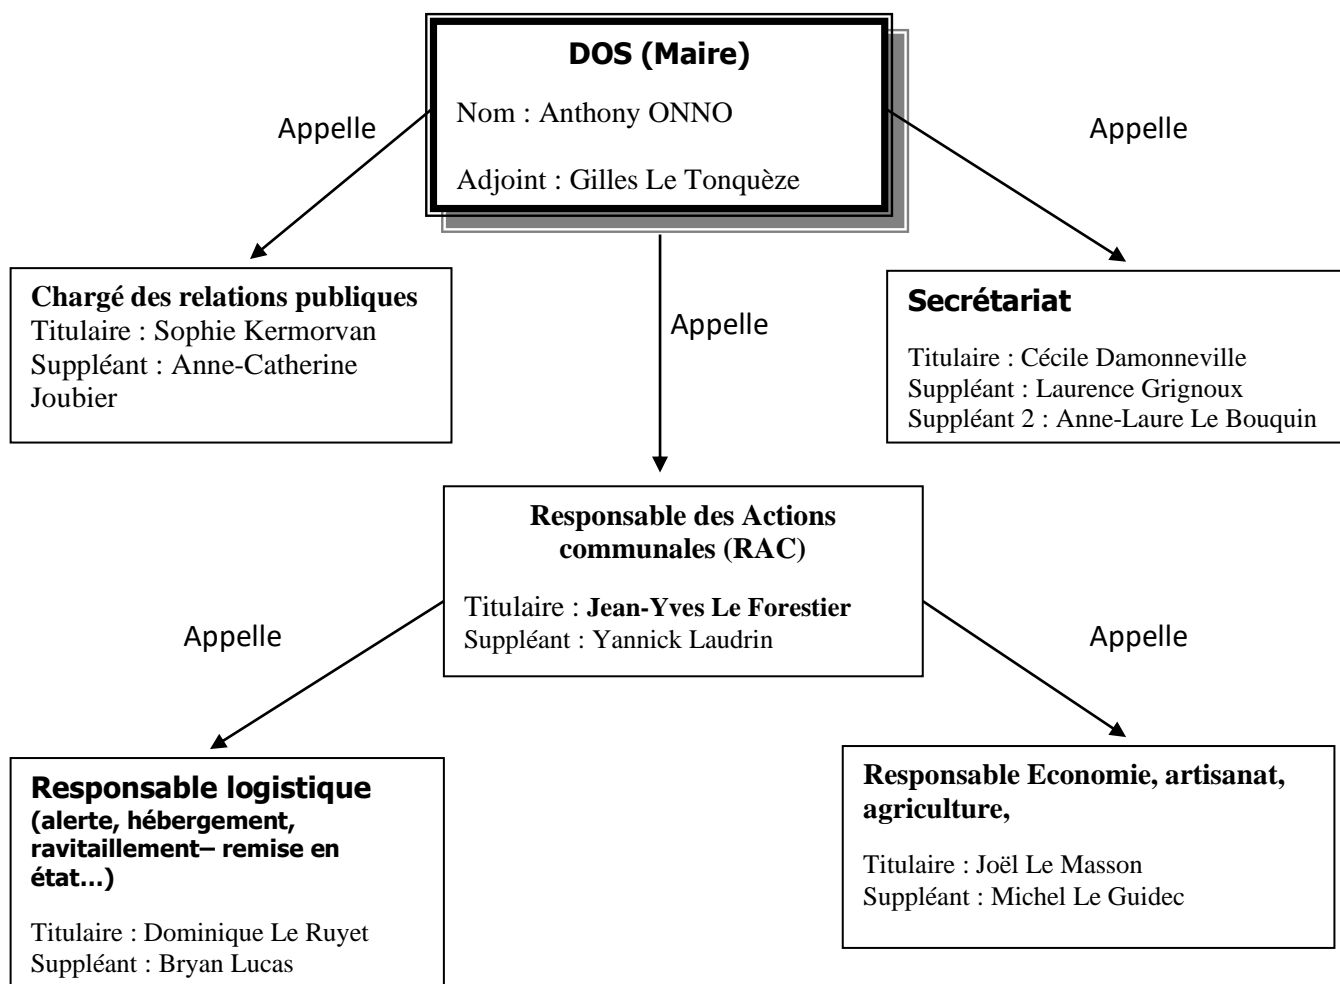 DOS (Maire)
Nom : Anthony ONNO
Adjoint : Gilles Le Tonquèze
Appelle
Appelle
Chargé des relations publiques
Titulaire : Sophie Kermorvan
Suppléant : Anne-Catherine
Joubier
Appelle
Secrétariat
Titulaire : Cécile Damonneville
Suppléant : Laurence Grignoux
Suppléant 2 : Anne-Laure Le Bouquin
Responsable des Actions
communales (RAC)
Titulaire : Jean-Yves Le Forestier
Suppléant : Yannick Laudrin
Appelle
Appelle
Responsable logistique
(alerte, hébergement,
ravitaillement– remise en
état…)
Titulaire : Dominique Le Ruyet
Suppléant : Bryan Lucas
Responsable Economie, artisanat,
agriculture,
Titulaire : Joël Le Masson
Suppléant : Michel Le Guidec